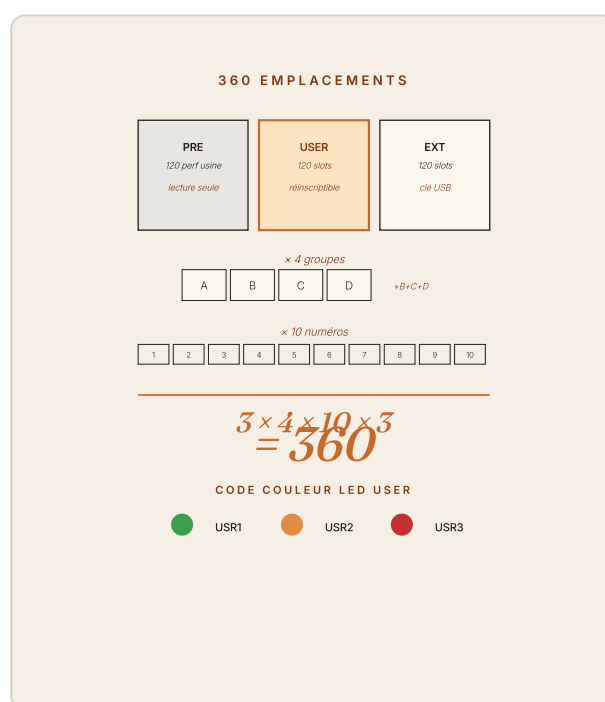 360 EMPLACEMENTS
PRE
120 perf usine
lecture seule
USER
120 slots
réinscriptible
EXT
120 slots
clé USB
× 4 groupes
A B C D +B+C+D
× 10 numéros
1 2 3 4 5 6 7 8 9 10
3 × 4 × 10 × 3
= 360
CODE COULEUR LED USER
USR1 USR2 USR3